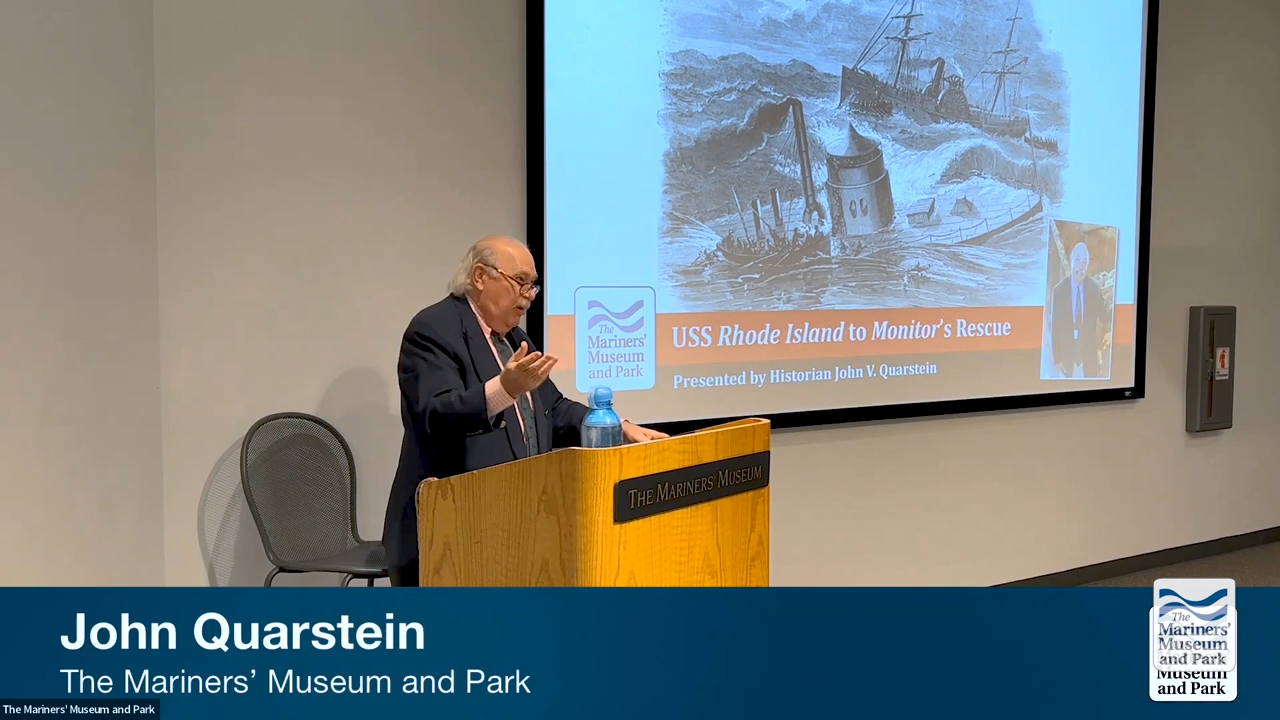 The
Mariners'
Museum
and Park
USS Rhode Island to Monitor's Rescue
Presented by Historian John V. Quarstein
THE MARINERS' MUSEUM
John Quarstein
The Mariners' Museum and Park
The Mariners' Museum and Park
The
Mariners'
Museum
and Park
Museum
and Park